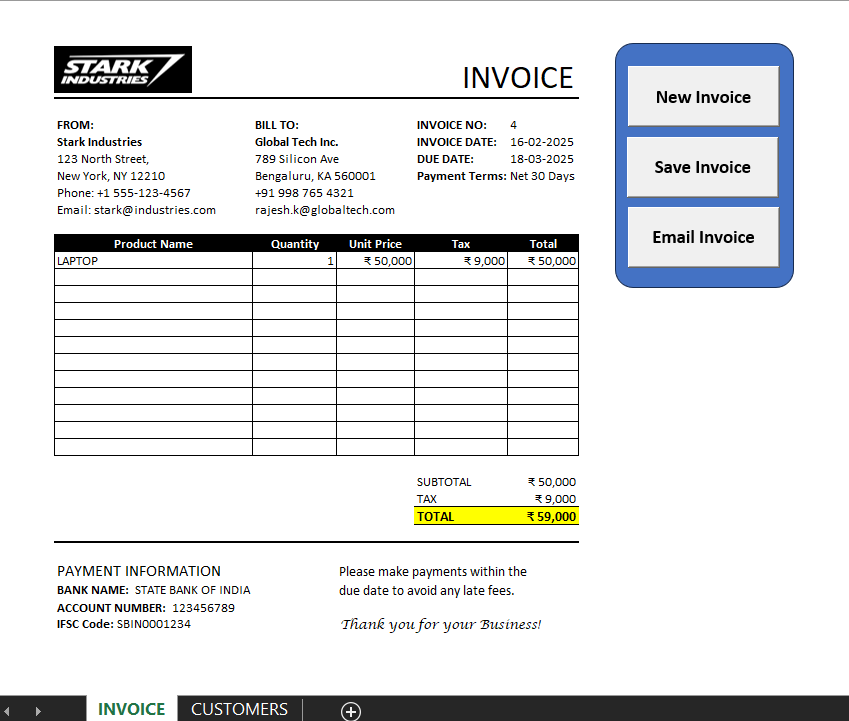 STARK
INDUSTRIES
INVOICE
FROM:
Stark Industries
123 North Street,
New York, NY 12210
Phone: +1 555-123-4567
Email: stark@industries.com
BILL TO:
Global Tech Inc.
789 Silicon Ave
Bengaluru, KA 560001
+91 998 765 4321
rajesh.k@globaltech.com
INVOICE NO: 4
INVOICE DATE: 16-02-2025
DUE DATE: 18-03-2025
Payment Terms: Net 30 Days
Product Name Quantity Unit Price Tax Total
LAPTOP 1 ₹ 50,000 ₹ 9,000 ₹ 50,000
SUBTOTAL ₹ 50,000
TAX ₹ 9,000
TOTAL ₹ 59,000
PAYMENT INFORMATION
BANK NAME: STATE BANK OF INDIA
ACCOUNT NUMBER: 123456789
IFSC Code: SBIN0001234
Please make payments within the
due date to avoid any late fees.
Thank you for your Business!
New Invoice
Save Invoice
Email Invoice
INVOICE CUSTOMERS